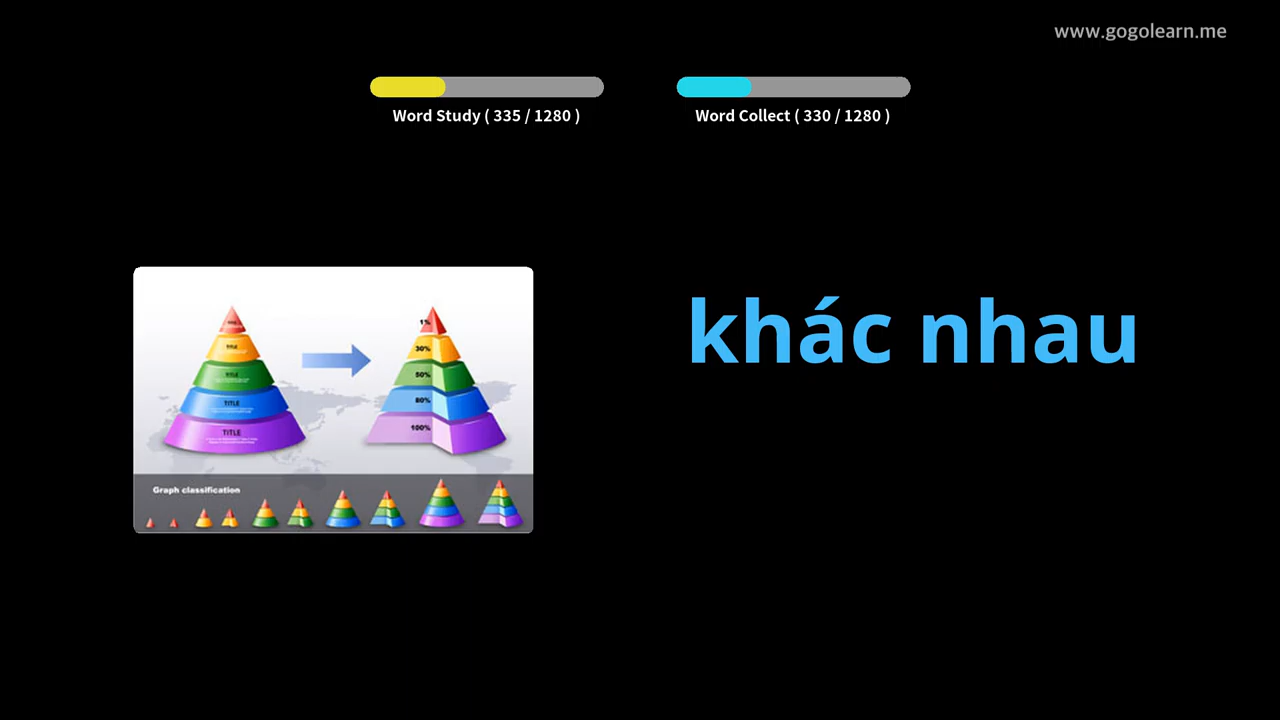 www.gogolearn.me
Word Study ( 335 / 1280 )
Word Collect ( 330 / 1280 )
khác nhau
TITLE
TITLE
TITLE
TITLE
1%
30%
50%
80%
100%
Graph classification